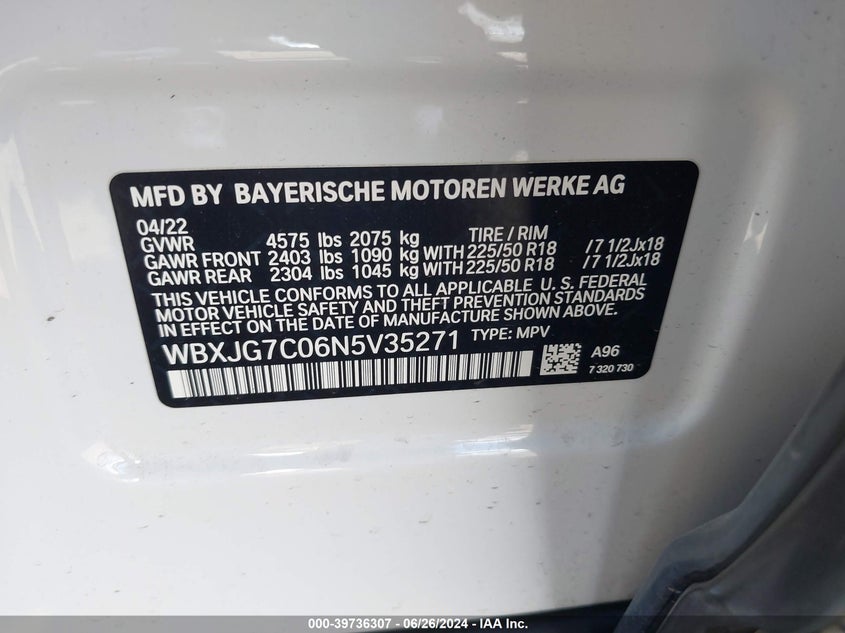 MFD BY BAYERISCHE MOTOREN WERKE AG
04/22 TIRE / RIM
GVWR 4575 lbs 2075 kg
GAWR FRONT 2403 lbs 1090 kg WITH 225/50 R18 /7 1/2Jx18
GAWR REAR 2304 lbs 1045 kg WITH 225/50 R18 /7 1/2Jx18
THIS VEHICLE CONFORMS TO ALL APPLICABLE U. S. FEDERAL
MOTOR VEHICLE SAFETY AND THEFT PREVENTION STANDARDS
IN EFFECT ON THE DATE OF MANUFACTURE SHOWN ABOVE.
WBXJG7C06N5V35271 TYPE: MPV
A96
7 320 730
000-39736307 - 06/26/2024 - IAA Inc.